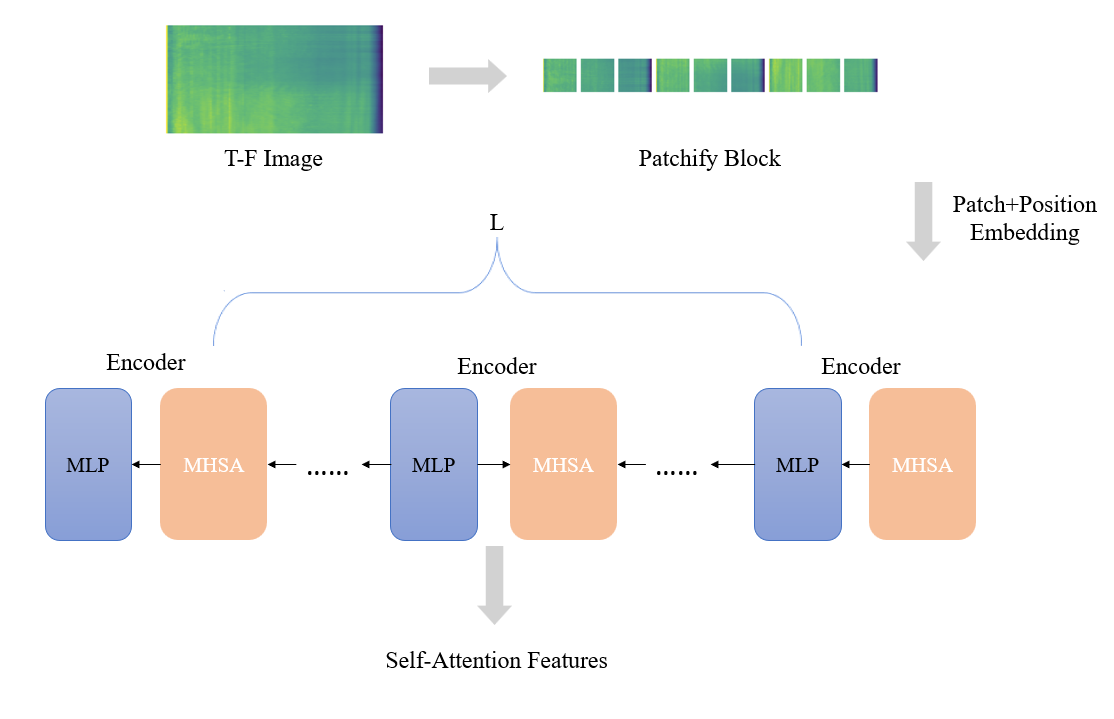 T-F Image
Patchify Block
Patch+Position
Embedding
L
Encoder
Encoder
Encoder
MLP
MHSA
......
MLP
MHSA
......
MLP
MHSA
Self-Attention Features